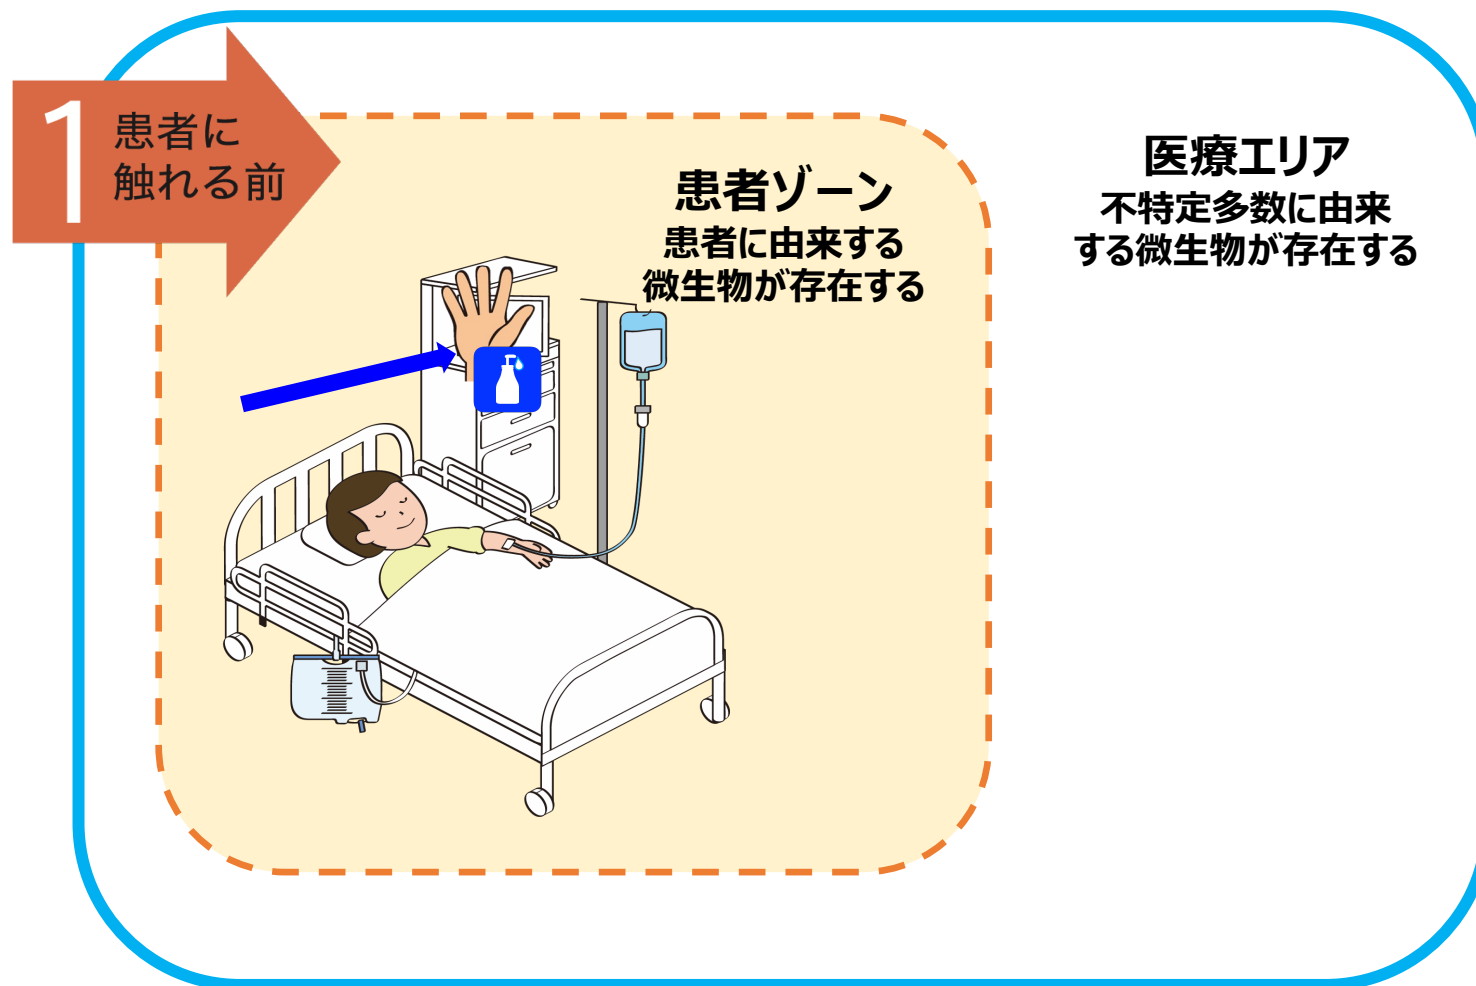 1
患者に
触れる前
患者ゾーン
患者に由来する
微生物が存在する
医療エリア
不特定多数に由来
する微生物が存在する